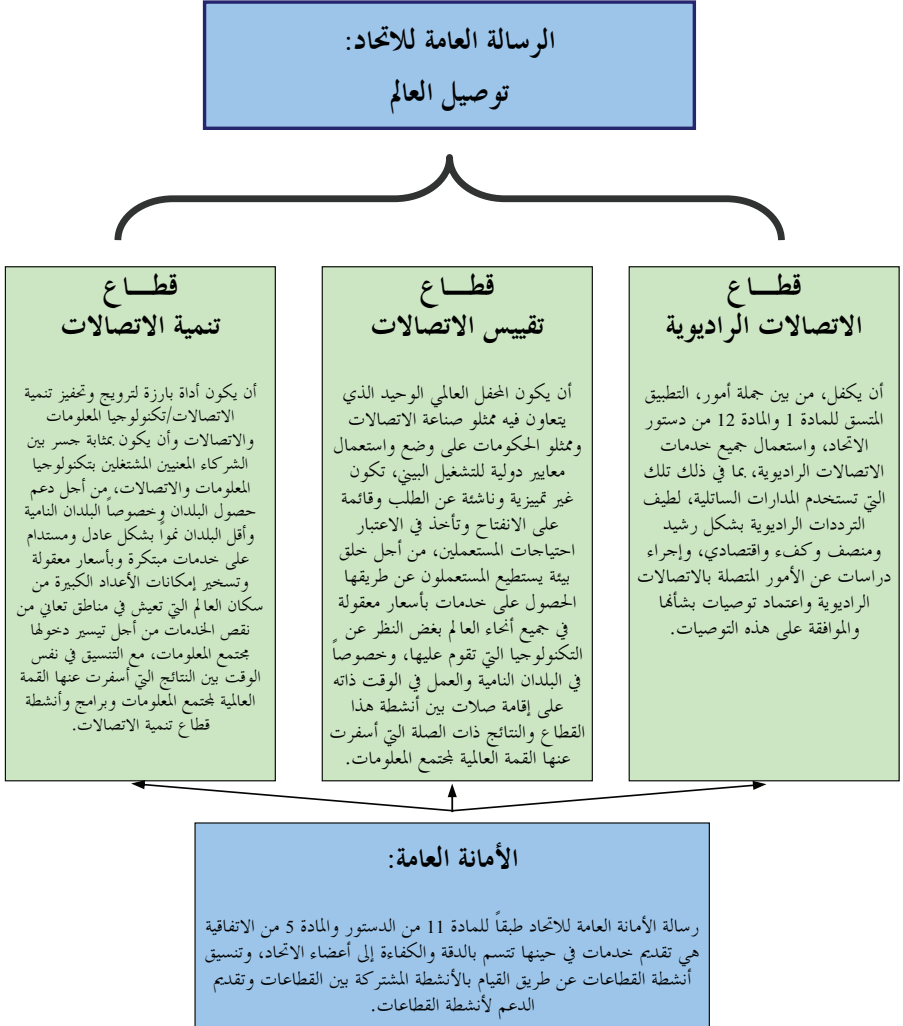 الرسالة العامة للاتحاد:
توصيل العالم
قطــــاع
الاتصالات الراديوية
أن يكفل، من بين جملة أمور، التطبيق
المتسق للمادة 1 والمادة 12 من دستور
الاتحاد، واستعمال جميع خدمات
الاتصالات الراديوية، بما في ذلك تلك
التي تستخدم المدارات الساتلية، لطيف
الترددات الراديوية بشكل رشيد
ومنصف وكفء واقتصادي، وإجراء
دراسات عن الأمور المتصلة بالاتصالات
الراديوية واعتماد توصيات بشأنها
والموافقة على هذه التوصيات.
قطــــاع
تقييس الاتصالات
أن يكون المحفل العالمي الوحيد الذي
يتعاون فيه ممثلو صناعة الاتصالات
وممثلو الحكومات على وضع واستعمال
معايير دولية للتشغيل البيني، تكون
غير تمييزية وناشئة عن الطلب وقائمة
على الانفتاح وتأخذ في الاعتبار
احتياجات المستعملين، من أجل خلق
بيئة يستطيع المستعملون عن طريقها
الحصول على خدمات بأسعار معقولة
في جميع أنحاء العالم بغض النظر عن
التكنولوجيا التي تقوم عليها، وخصوصاً
في البلدان النامية والعمل في الوقت ذاته
على إقامة صلات بين أنشطة هذا
القطاع والنتائج ذات الصلة التي أسفرت
عنها القمة العالمية لمجتمع المعلومات.
قطــــاع
تنمية الاتصالات
أن يكون أداة بارزة لترويج وتحفيز تنمية
الاتصالات/تكنولوجيا المعلومات
والاتصالات وأن يكون بمثابة جسر بين
الشركاء المعنيين المشتغلين بتكنولوجيا
المعلومات والاتصالات، من أجل دعم
حصول البلدان وخصوصاً البلدان النامية
وأقل البلدان نمواً بشكل عادل ومستدام
على خدمات مبتكرة وبأسعار معقولة
وتسخير إمكانات الأعداد الكبيرة من
سكان العالم التي تعيش في مناطق تعاني من
نقص الخدمات من أجل تيسير دخولها
مجتمع المعلومات، مع التنسيق في نفس
الوقت بين النتائج التي أسفرت عنها القمة
العالمية لمجتمع المعلومات وبرامج وأنشطة
قطاع تنمية الاتصالات.
الأمانة العامة:
رسالة الأمانة العامة للاتحاد طبقاً للمادة 11 من الدستور والمادة 5 من الاتفاقية
هي تقديم خدمات في حينها تتسم بالدقة والكفاءة إلى أعضاء الاتحاد، وتنسيق
أنشطة القطاعات عن طريق القيام بالأنشطة المشتركة بين القطاعات وتقديم
الدعم لأنشطة القطاعات.